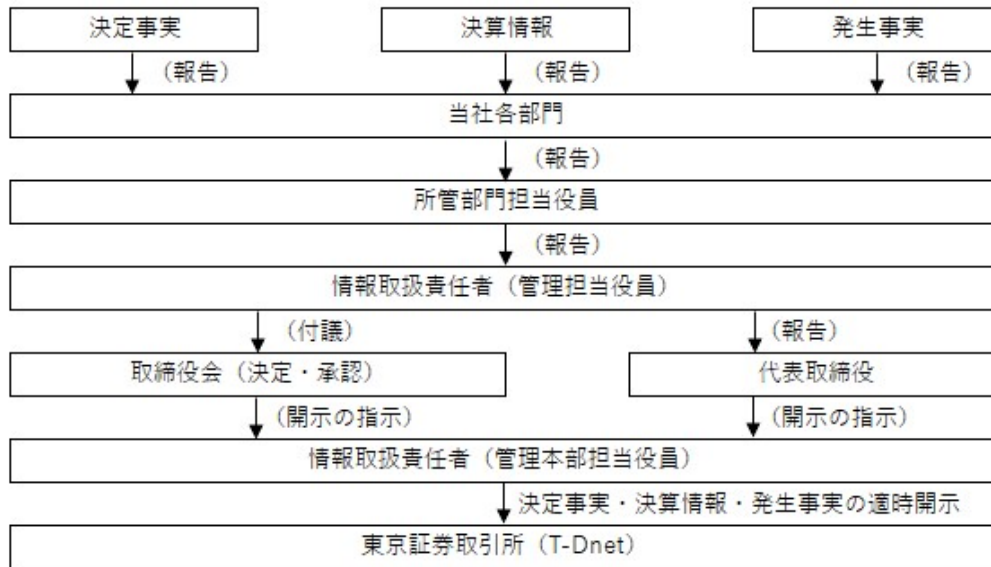 決定事実
決算情報
発生事実
（報告）
（報告）
（報告）
当社各部門
（報告）
所管部門担当役員
（報告）
情報取扱責任者（管理担当役員）
（付議）
（報告）
取締役会（決定・承認）
代表取締役
（開示の指示）
（開示の指示）
情報取扱責任者（管理本部担当役員）
決定事実・決算情報・発生事実の適時開示
東京証券取引所（T-Dnet）